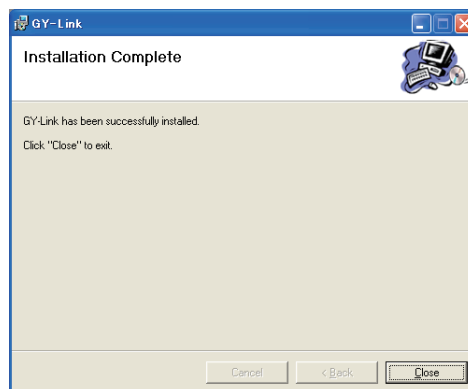 GY-Link
Installation Complete
GY-Link has been successfully installed.
Click "Close" to exit.
Cancel
< Back
Close